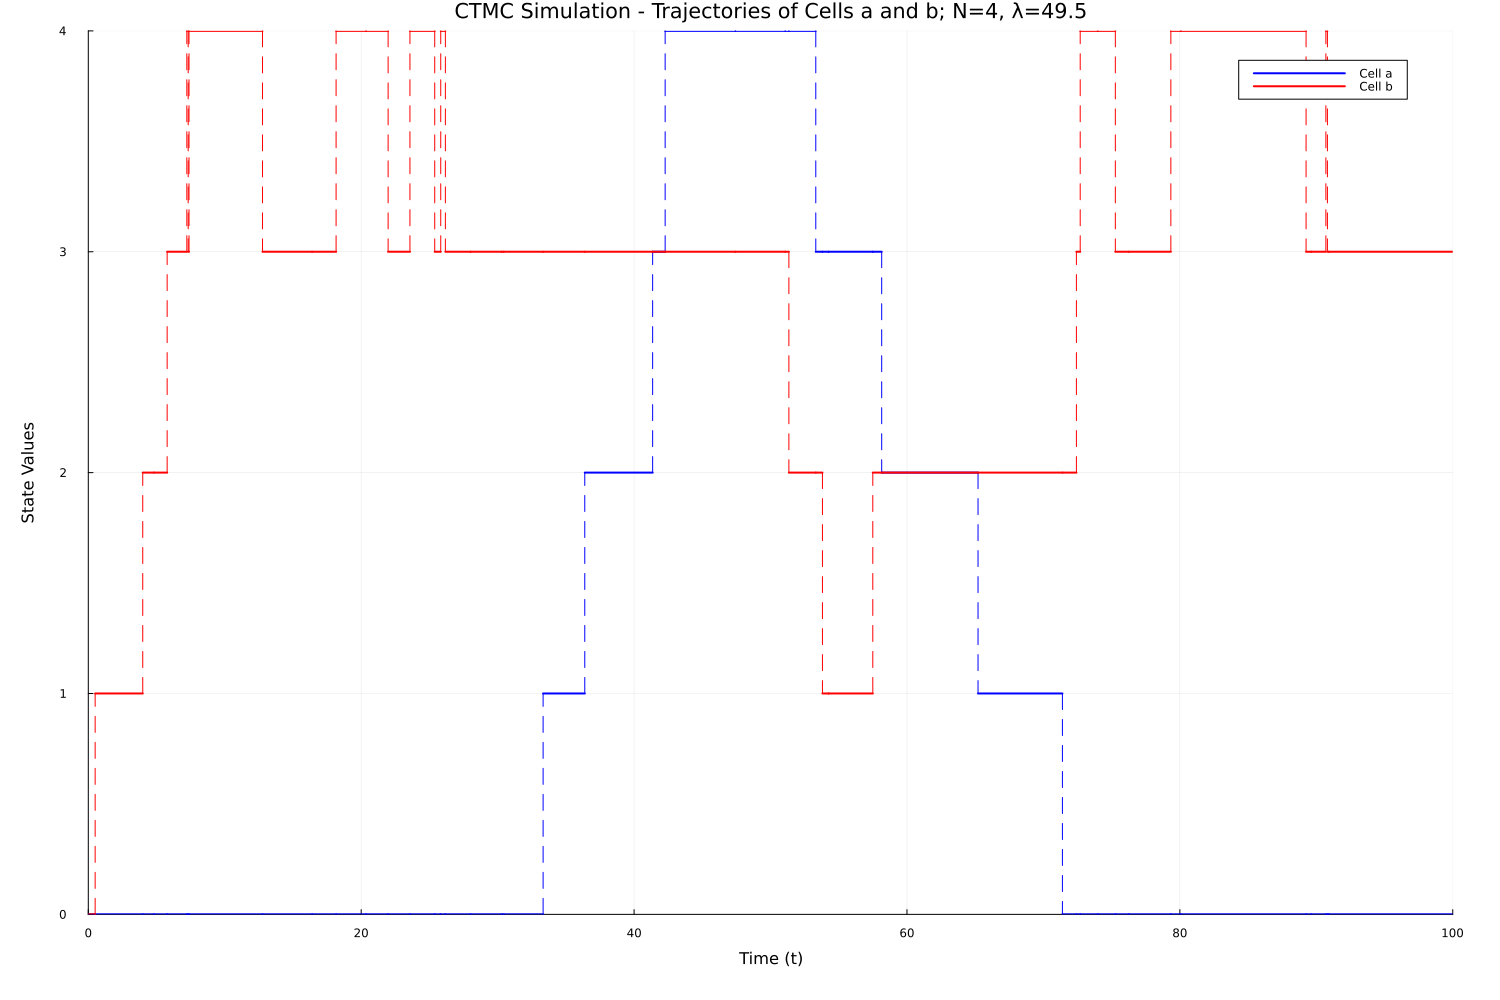 CTMC Simulation - Trajectories of Cells a and b; N=4, λ=49.5
4
Cell a
Cell b
3
State Values
2
1
0
0 20 40 60 80 100
Time (t)